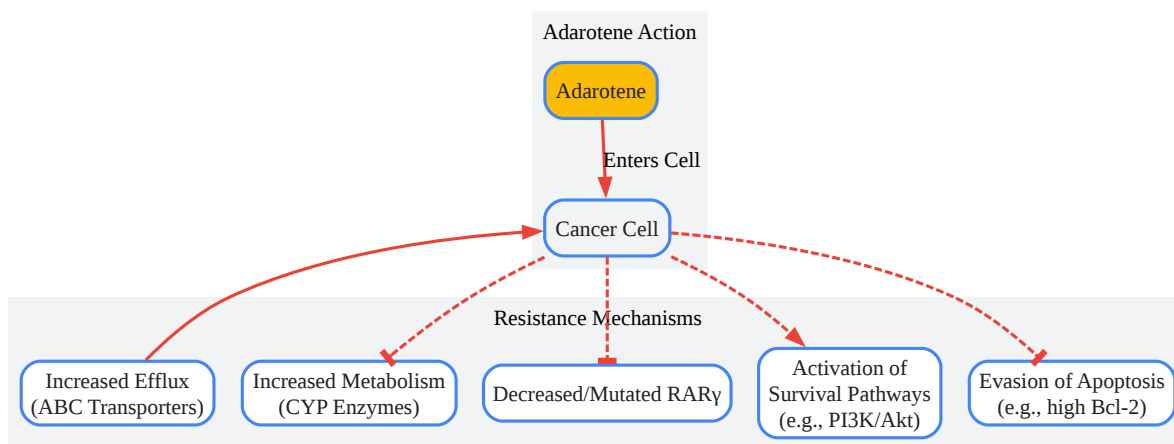 Adarotene Action
Adarotene
Enters Cell
Cancer Cell
Resistance Mechanisms
Increased Efflux
(ABC Transporters)
Increased Metabolism
(CYP Enzymes)
Decreased/Mutated RARγ
Activation of
Survival Pathways
(e.g., PI3K/Akt)
Evasion of Apoptosis
(e.g., high Bcl-2)